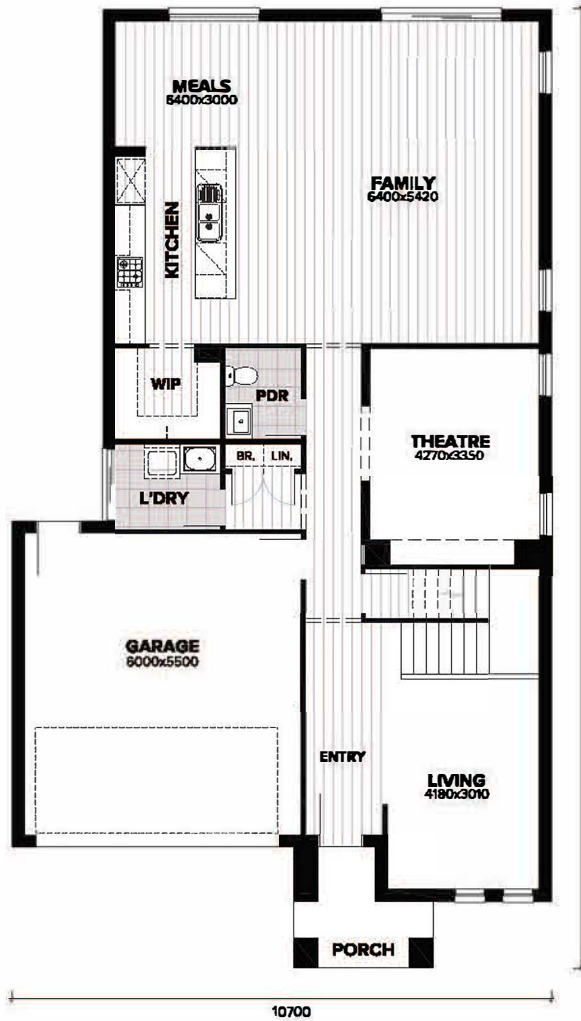 MEALS
6400x3000
FAMILY
6400x5420
KITCHEN
WIP
PDR
THEATRE
4270x3350
BR. LIN.
L'DRY
GARAGE
6000x5500
ENTRY
LIVING
4180x3010
PORCH
10700